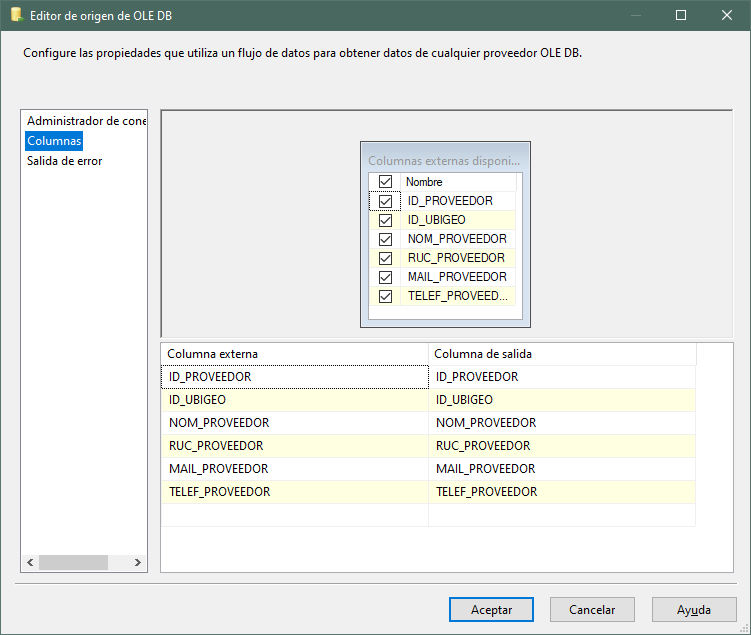 Editor de origen de OLE DB
Configure las propiedades que utiliza un flujo de datos para obtener datos de cualquier proveedor OLE DB.
Administrador de cone
Columnas
Salida de error
Columnas externas disponi...
Nombre
ID_PROVEEDOR
ID_UBIGEO
NOM_PROVEEDOR
RUC_PROVEEDOR
MAIL_PROVEEDOR
TELEF_PROVEED...
Columna externa Columna de salida
ID_PROVEEDOR ID_PROVEEDOR
ID_UBIGEO ID_UBIGEO
NOM_PROVEEDOR NOM_PROVEEDOR
RUC_PROVEEDOR RUC_PROVEEDOR
MAIL_PROVEEDOR MAIL_PROVEEDOR
TELEF_PROVEEDOR TELEF_PROVEEDOR
Aceptar Cancelar Ayuda